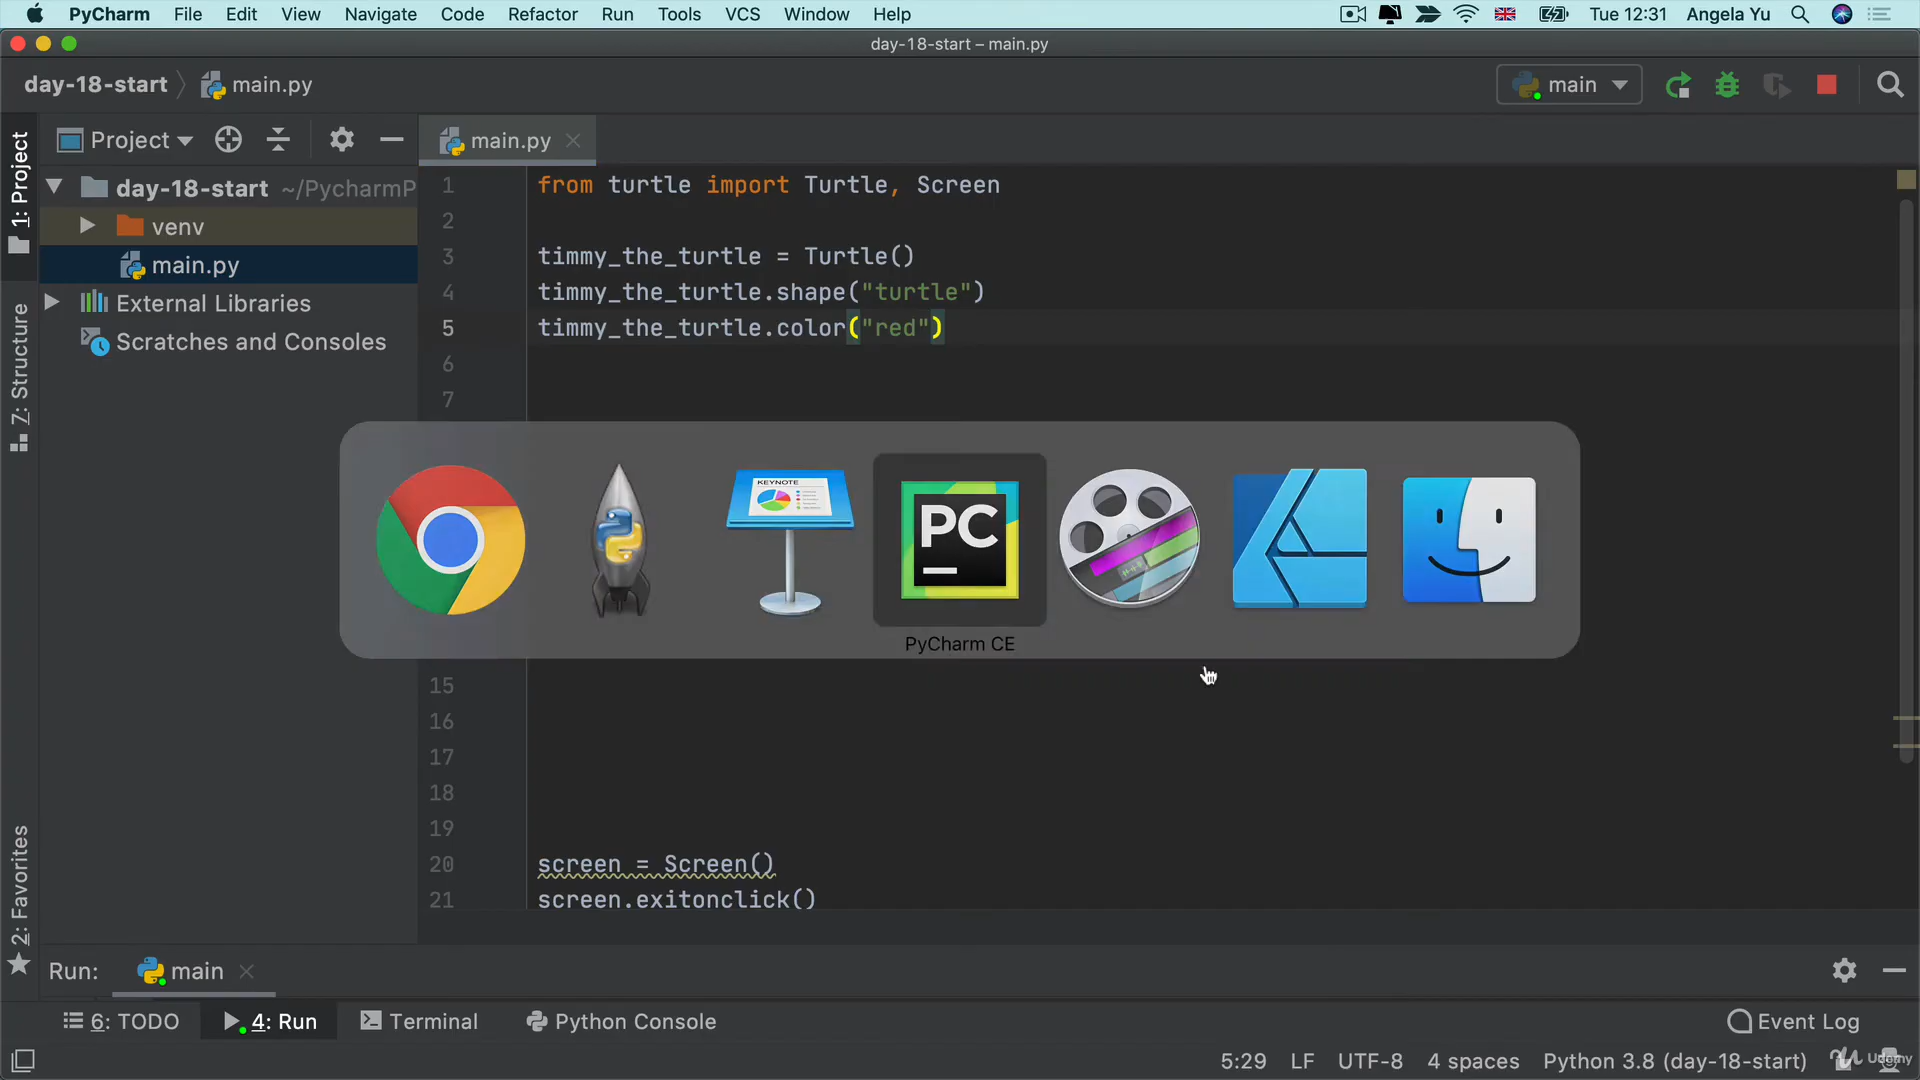 PyCharm File Edit View Navigate Code Refactor Run Tools VCS Window Help Tue 12:31 Angela Yu
day-18-start – main.py
day-18-start main.py main
Project main.py
1: Project
day-18-start ~/PycharmP
venv
main.py
External Libraries
Scratches and Consoles
7: Structure
2: Favorites
1 from turtle import Turtle, Screen
2
3 timmy_the_turtle = Turtle()
4 timmy_the_turtle.shape("turtle")
5 timmy_the_turtle.color("red")
6
7
KEYNOTE
PC
PyCharm CE
15
16
17
18
19
20 screen = Screen()
21 screen.exitonclick()
Run: main
6: TODO 4: Run Terminal Python Console Event Log
5:29 LF UTF-8 4 spaces Python 3.8 (day-18-start)
Udemy